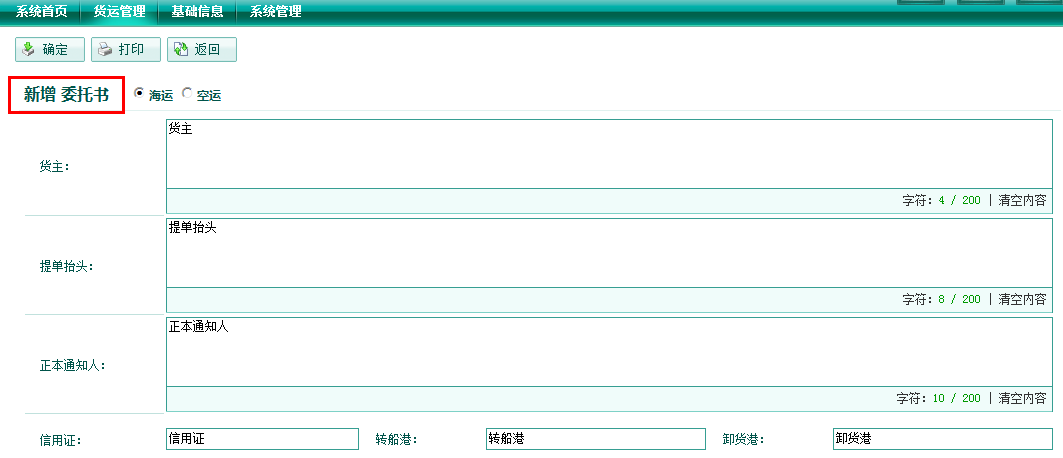 系统首页 货运管理 基础信息 系统管理
确定 打印 返回
新增 委托书 海运 空运
货主
货主：
字符：4 / 200 | 清空内容
提单抬头
提单抬头：
字符：8 / 200 | 清空内容
正本通知人
正本通知人：
字符：10 / 200 | 清空内容
信用证： 信用证 转船港： 转船港 卸货港： 卸货港